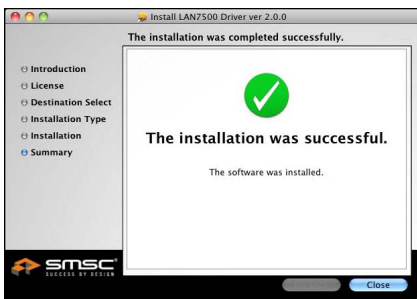 Install LAN7500 Driver ver 2.0.0
The installation was completed successfully.
Introduction
License
Destination Select
Installation Type
Installation
Summary
The installation was successful.
The software was installed.
smsc
SUCCESS BY DESIGN
Close